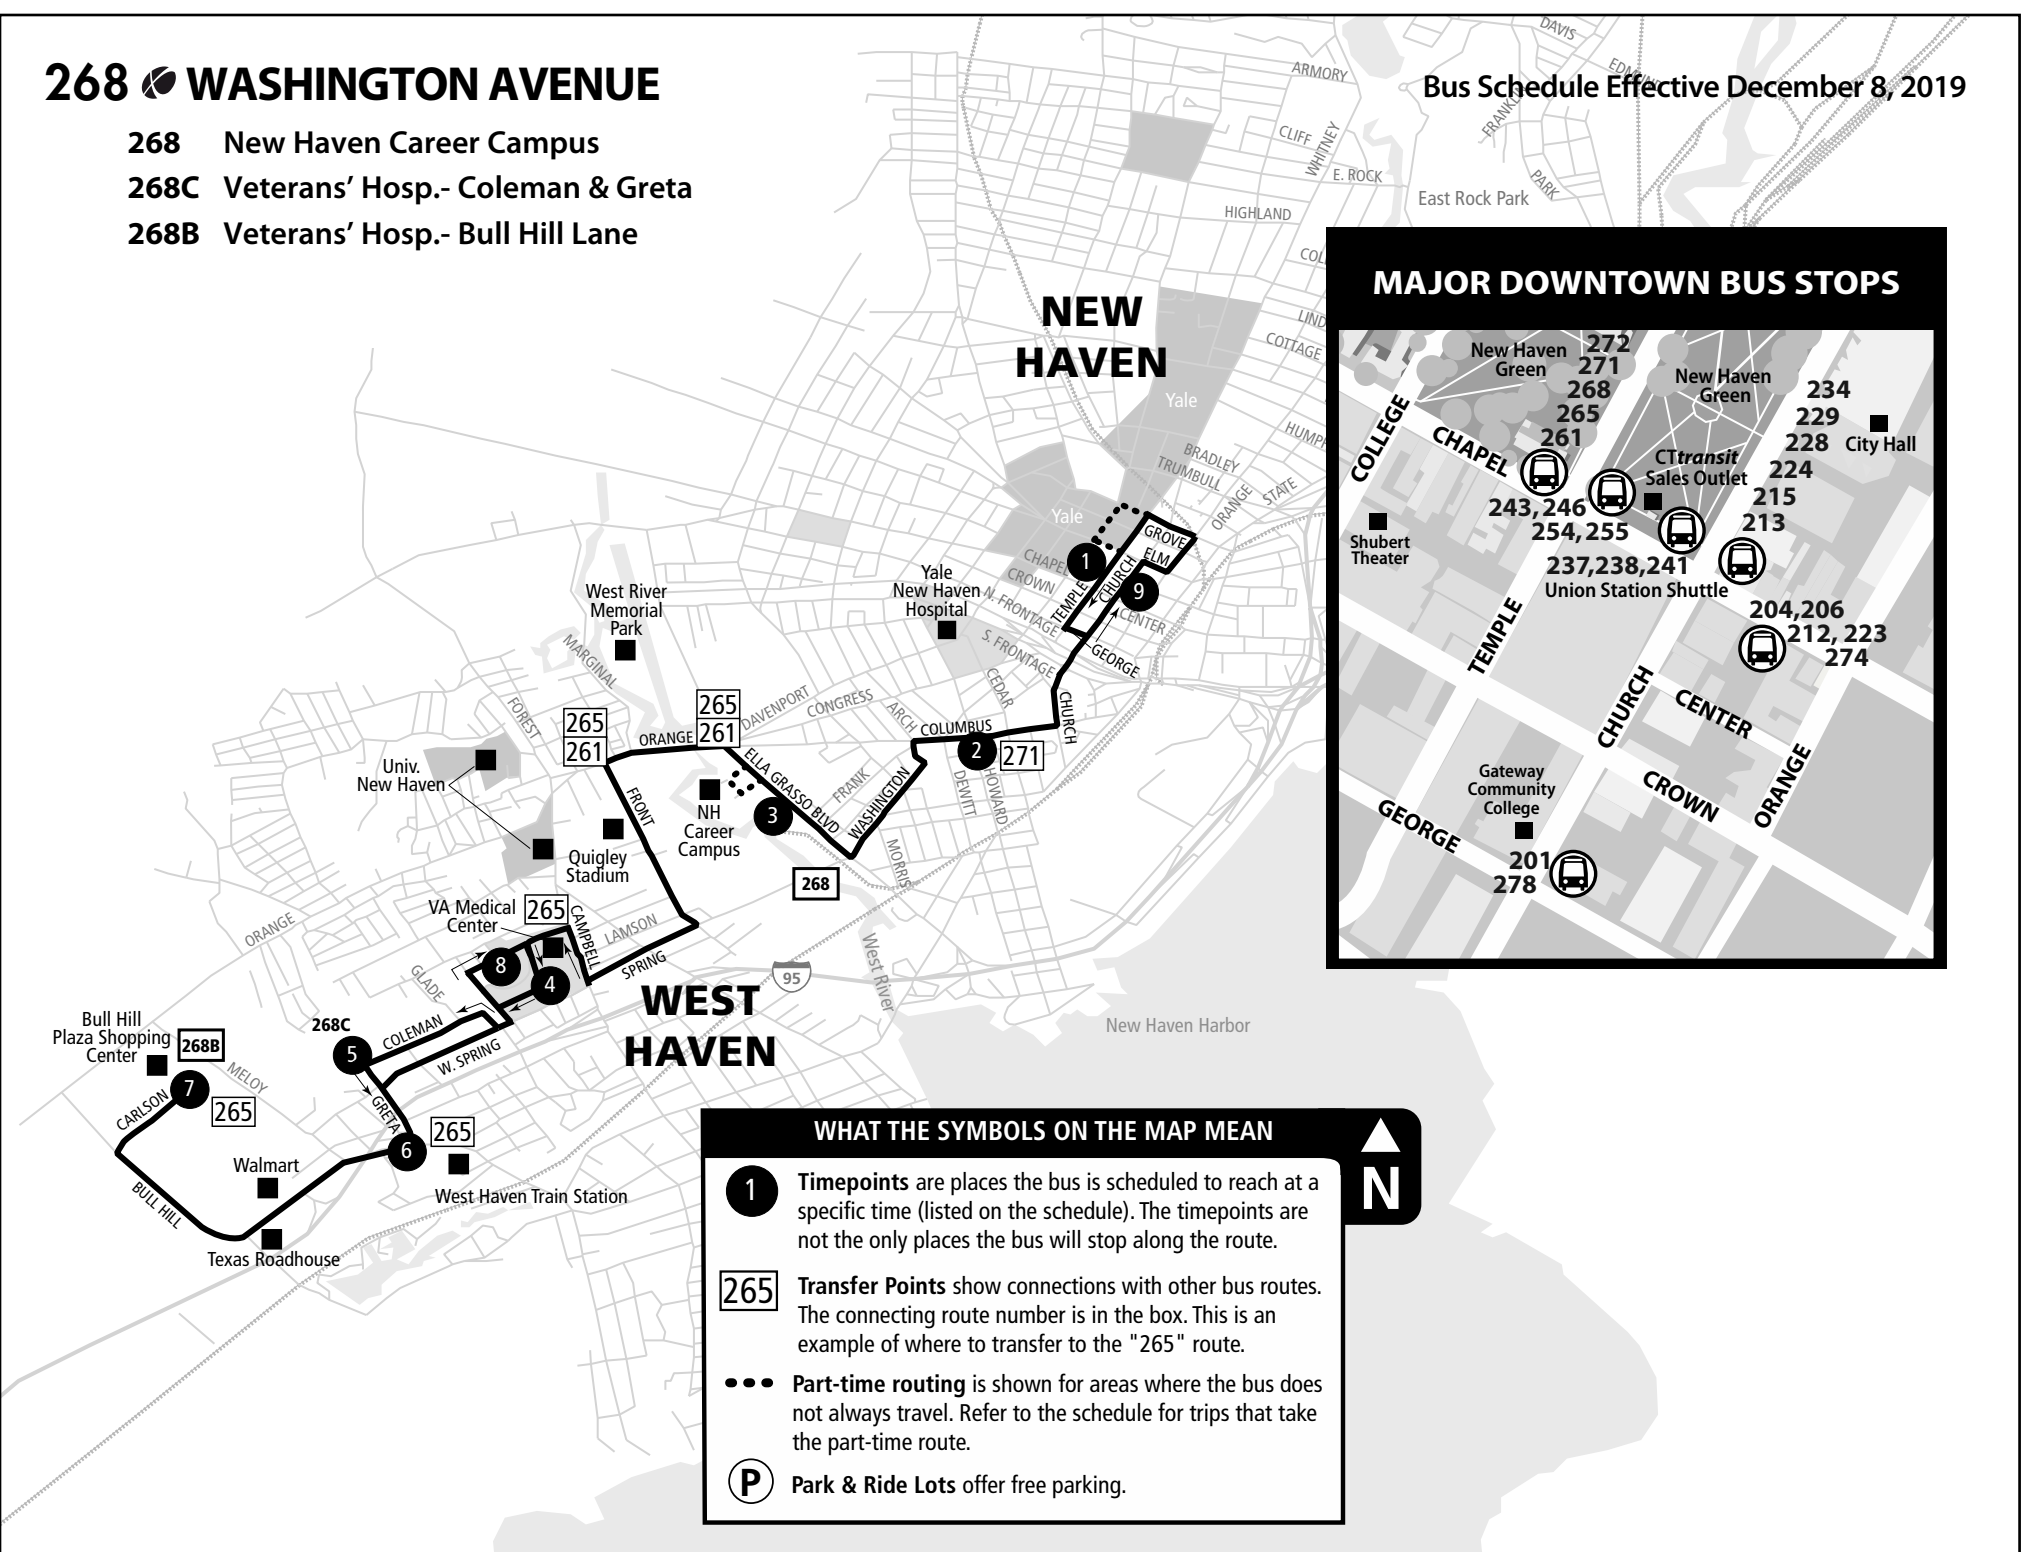 268 WASHINGTON AVENUE
268 New Haven Career Campus
268C Veterans’ Hosp.- Coleman & Greta
268B Veterans’ Hosp.- Bull Hill Lane
Bus Schedule Effective December 8, 2019
DAVIS
ARMORY
FRANKLIN
CLIFF
WHITNEY
E. ROCK
PARK
East Rock Park
HIGHLAND
NEW
HAVEN
COTTAGE
Yale
BRADLEY
TRUMBULL
ORANGE
STATE
Yale
GROVE
ELM
1
CHURCH
9
TEMPLE
CHAPEL
CROWN
N. FRONTAGE
S. FRONTAGE
CENTER
GEORGE
Yale
New Haven
Hospital
West River
Memorial
Park
MARGINAL
FOREST
265
261
265
261
ORANGE
DAVENPORT
CONGRESS
ARCH
CEDAR
COLUMBUS
CHURCH
2
271
ELLA GRASSO BLVD
FRANK
WASHINGTON
DEWITT
HOWARD
MORRIS
3
NH
Career
Campus
268
Univ.
New Haven
FRONT
Quigley
Stadium
VA Medical
Center
265
CAMPBELL
LAMSON
SPRING
ORANGE
GLADE
8
4
95
West River
WEST
HAVEN
New Haven Harbor
268C
5
COLEMAN
W. SPRING
Bull Hill
Plaza Shopping
Center
268B
7
MELOY
265
CARLSON
GRETA
265
6
Walmart
BULL HILL
West Haven Train Station
Texas Roadhouse
MAJOR DOWNTOWN BUS STOPS
New Haven
Green
272
271
268
265
261
New Haven
Green
234
229
228
224
215
213
City Hall
COLLEGE
CHAPEL
CTtransit
Sales Outlet
243, 246
254, 255
Shubert
Theater
237,238,241
Union Station Shuttle
204,206
212, 223
274
TEMPLE
CHURCH
CENTER
ORANGE
CROWN
GEORGE
Gateway
Community
College
201
278
WHAT THE SYMBOLS ON THE MAP MEAN
N
1
Timepoints are places the bus is scheduled to reach at a
specific time (listed on the schedule). The timepoints are
not the only places the bus will stop along the route.
265
Transfer Points show connections with other bus routes.
The connecting route number is in the box. This is an
example of where to transfer to the "265" route.
Part-time routing is shown for areas where the bus does
not always travel. Refer to the schedule for trips that take
the part-time route.
P
Park & Ride Lots offer free parking.